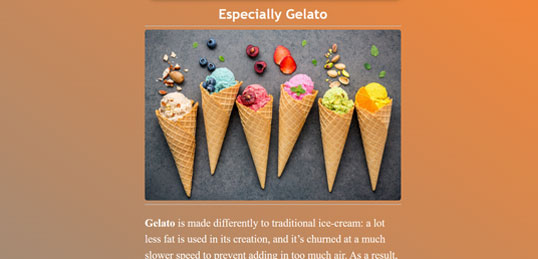 Especially Gelato
Gelato is made differently to traditional ice-cream: a lot
less fat is used in its creation, and it's churned at a much
slower speed to prevent adding in too much air. As a result,